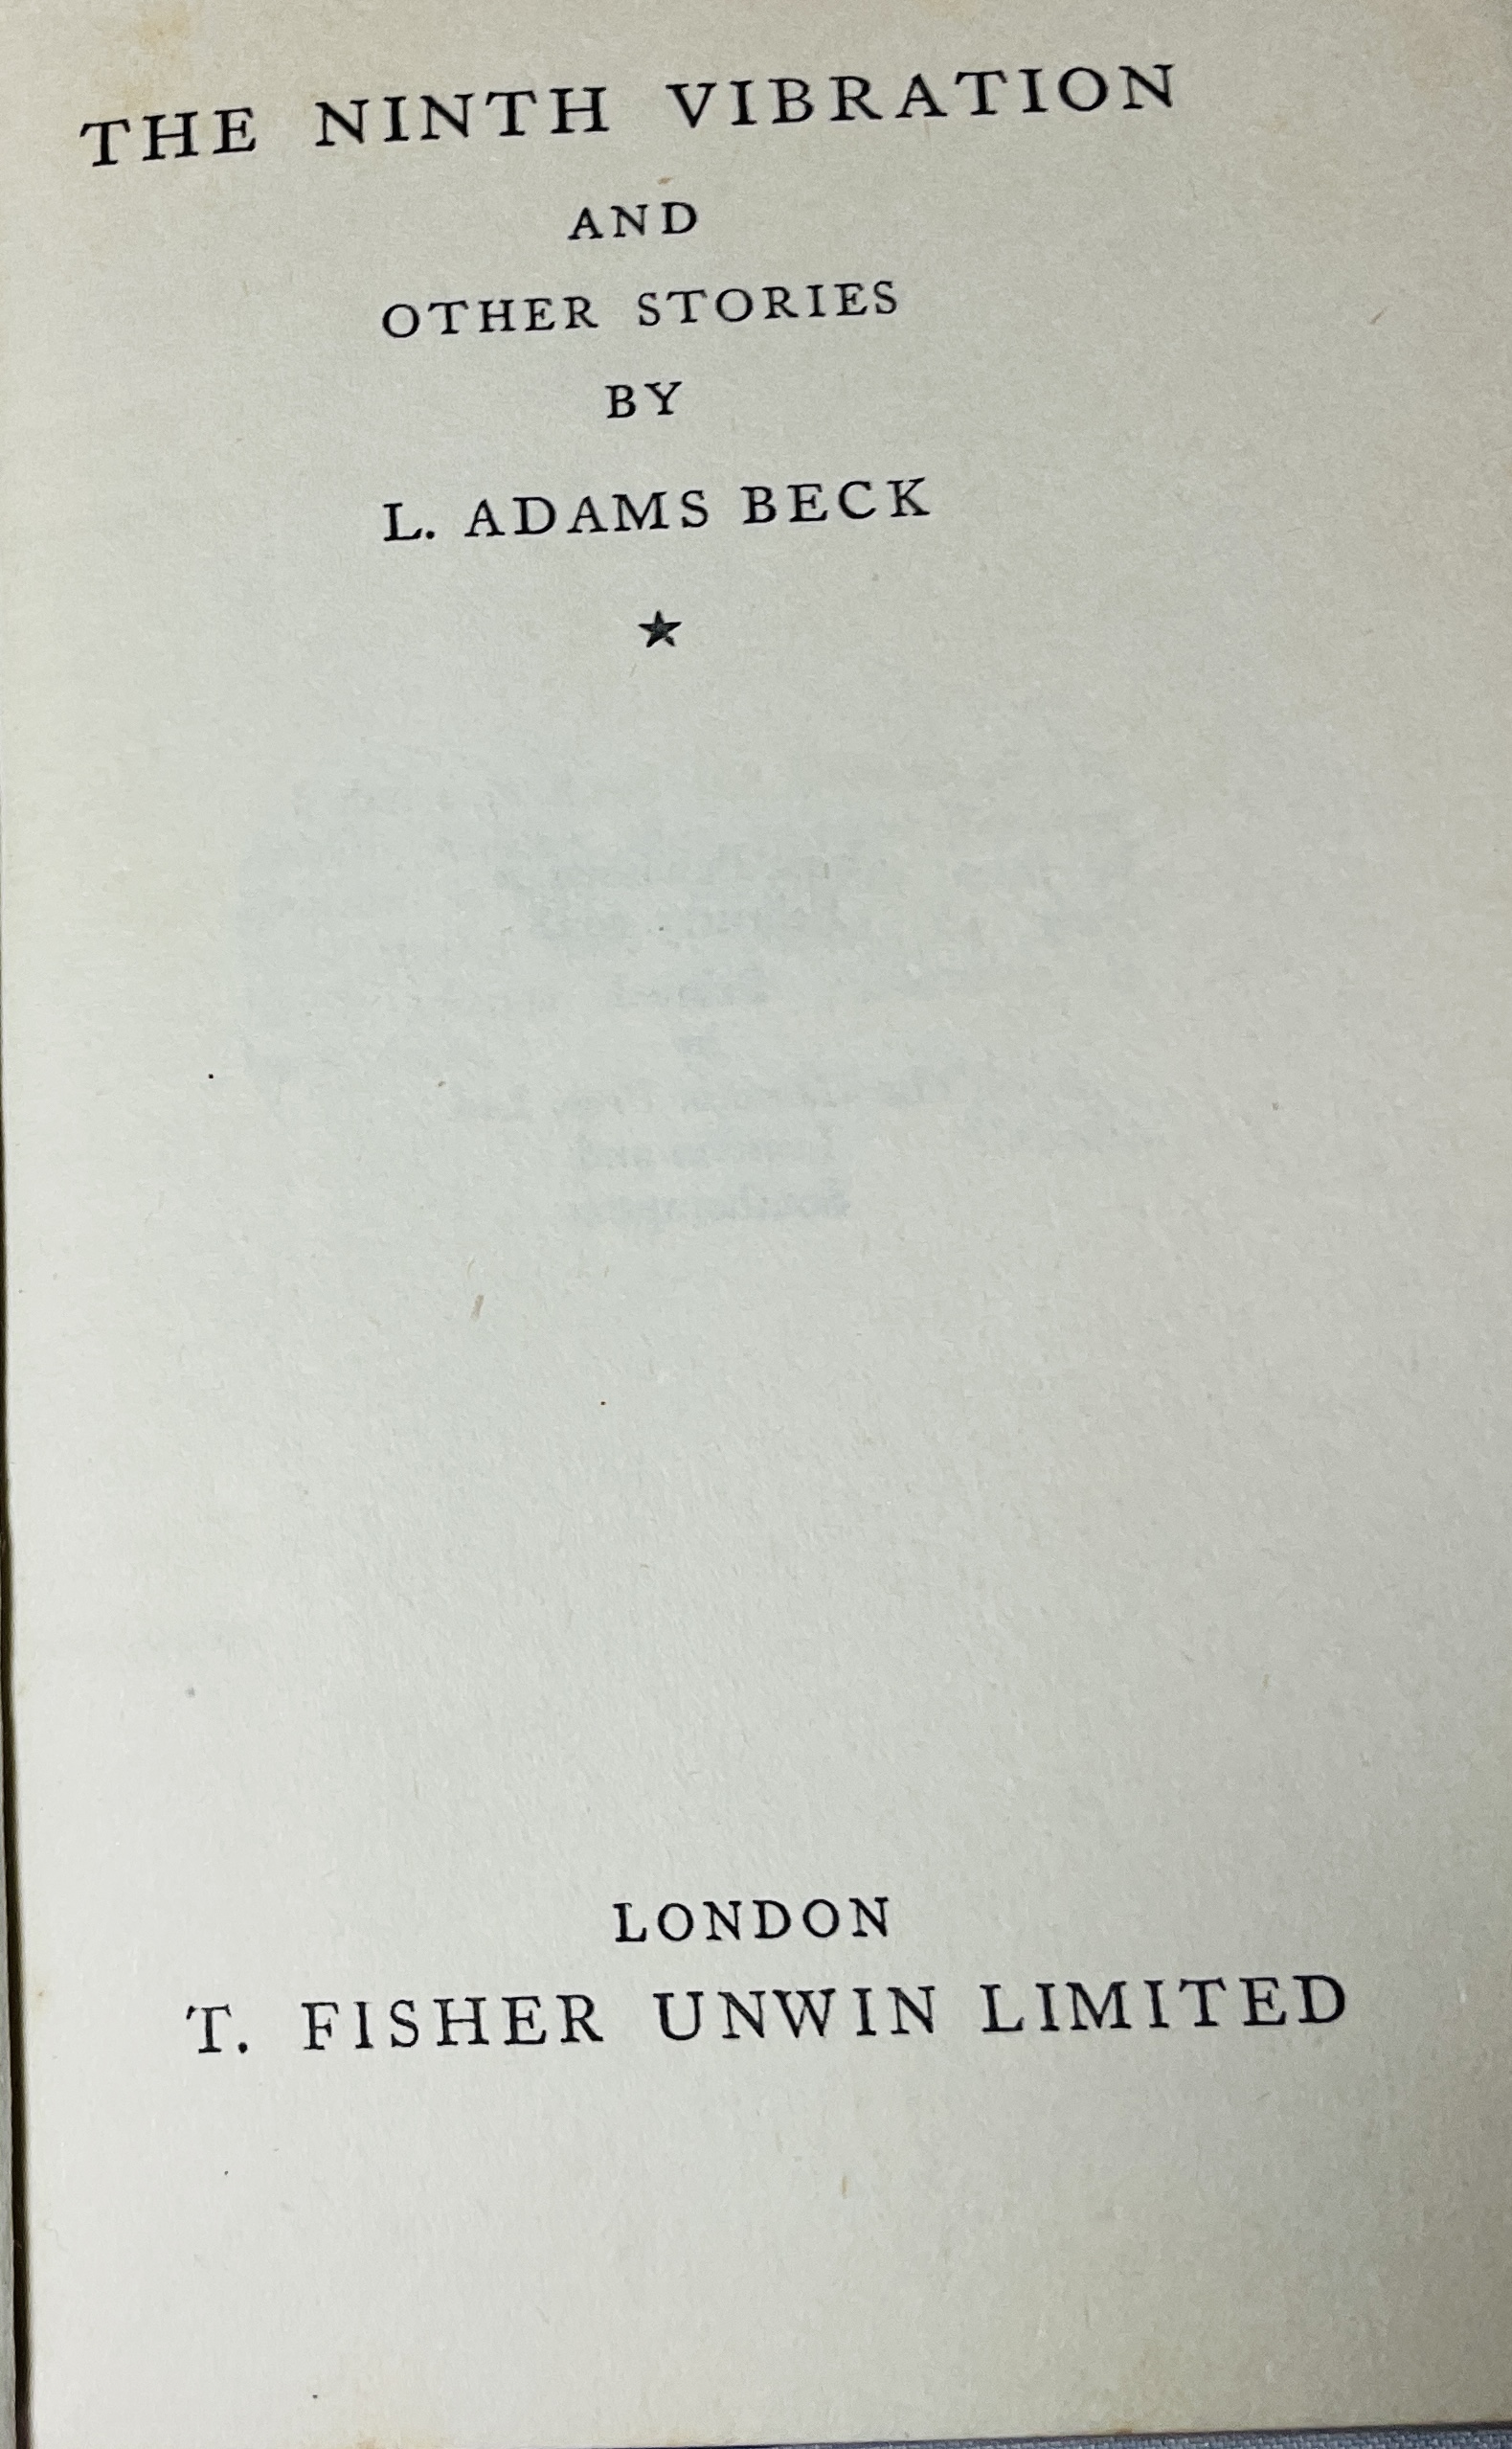 THE NINTH VIBRATION
AND
OTHER STORIES
BY
L. ADAMS BECK
★
LONDON
T. FISHER UNWIN LIMITED